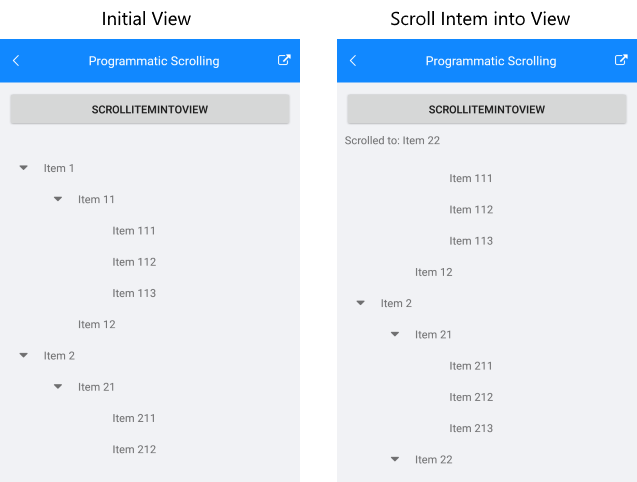 Initial View
Programmatic Scrolling
SCROLLITEMINTOVIEW
Item 1
Item 11
Item 111
Item 112
Item 113
Item 12
Item 2
Item 21
Item 211
Item 212
Scroll Intem into View
Programmatic Scrolling
SCROLLITEMINTOVIEW
Scrolled to: Item 22
Item 111
Item 112
Item 113
Item 12
Item 2
Item 21
Item 211
Item 212
Item 213
Item 22